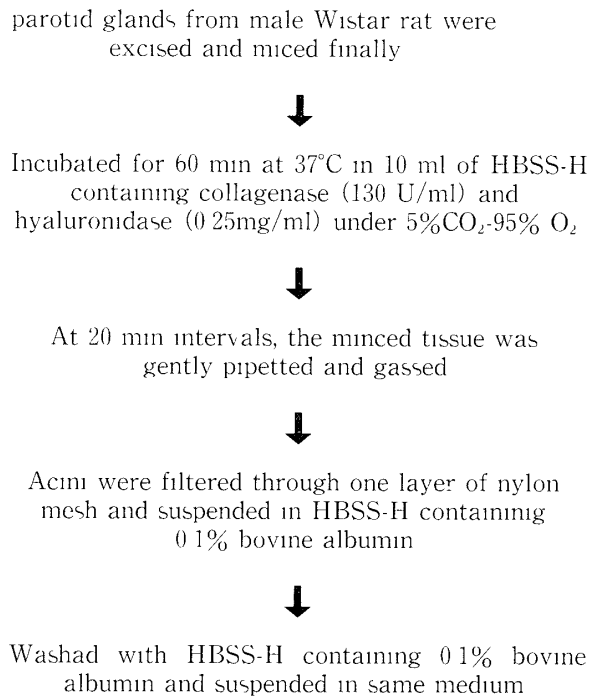 parotid glands from male Wistar rat were
excised and miced finally
Incubated for 60 min at 37°C in 10 ml of HBSS-H
containing collagenase (130 U/ml) and
hyaluronidase (0 25mg/ml) under 5%CO₂-95% O₂
At 20 min intervals, the minced tissue was
gently pipetted and gassed
Acini were filtered through one layer of nylon
mesh and suspended in HBSS-H containinig
0 1% bovine albumin
Washad with HBSS-H containing 0 1% bovine
albumin and suspended in same medium